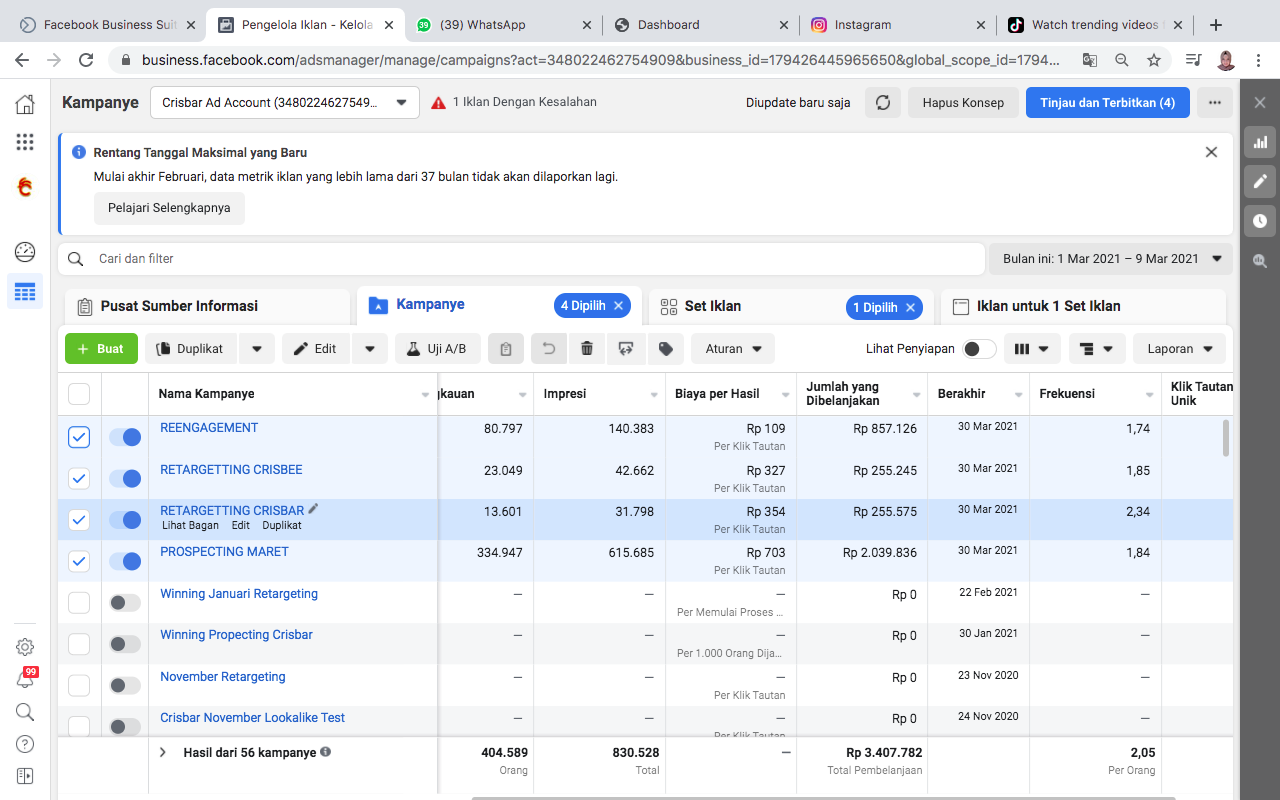 Facebook Business Suit
Pengelola Iklan - Kelola
39
(39) WhatsApp
Dashboard
Instagram
Watch trending videos f
business.facebook.com/adsmanager/manage/campaigns?act=348022462754909&business_id=179426445965650&global_scope_id=1794...
Kampanye
Crisbar Ad Account (3480224627549...
1 Iklan Dengan Kesalahan
Diupdate baru saja
Hapus Konsep
Tinjau dan Terbitkan (4)
Rentang Tanggal Maksimal yang Baru
Mulai akhir Februari, data metrik iklan yang lebih lama dari 37 bulan tidak akan dilaporkan lagi.
Pelajari Selengkapnya
Cari dan filter
Bulan ini: 1 Mar 2021 – 9 Mar 2021
Pusat Sumber Informasi
Kampanye
4 Dipilih
Set Iklan
1 Dipilih
Iklan untuk 1 Set Iklan
+ Buat
Duplikat
Edit
Uji A/B
Aturan
Lihat Penyiapan
Laporan
Nama Kampanye
gkauan
Impresi
Biaya per Hasil
Jumlah yang Dibelanjakan
Berakhir
Frekuensi
Klik Tautan Unik
REENGAGEMENT
80.797
140.383
Rp 109
Per Klik Tautan
Rp 857.126
30 Mar 2021
1,74
RETARGETTING CRISBEE
23.049
42.662
Rp 327
Per Klik Tautan
Rp 255.245
30 Mar 2021
1,85
RETARGETTING CRISBAR
Lihat Bagan Edit Duplikat
13.601
31.798
Rp 354
Per Klik Tautan
Rp 255.575
30 Mar 2021
2,34
PROSPECTING MARET
334.947
615.685
Rp 703
Per Klik Tautan
Rp 2.039.836
30 Mar 2021
1,84
Winning Januari Retargeting
—
—
—
Per Memulai Proses ...
Rp 0
22 Feb 2021
—
Winning Propecting Crisbar
—
—
—
Per 1.000 Orang Dija...
Rp 0
30 Jan 2021
—
November Retargeting
—
—
—
Per Klik Tautan
Rp 0
23 Nov 2020
—
Crisbar November Lookalike Test
—
—
—
Per Klik Tautan
Rp 0
24 Nov 2020
—
Hasil dari 56 kampanye
404.589
Orang
830.528
Total
—
Rp 3.407.782
Total Pembelanjaan
2,05
Per Orang
99